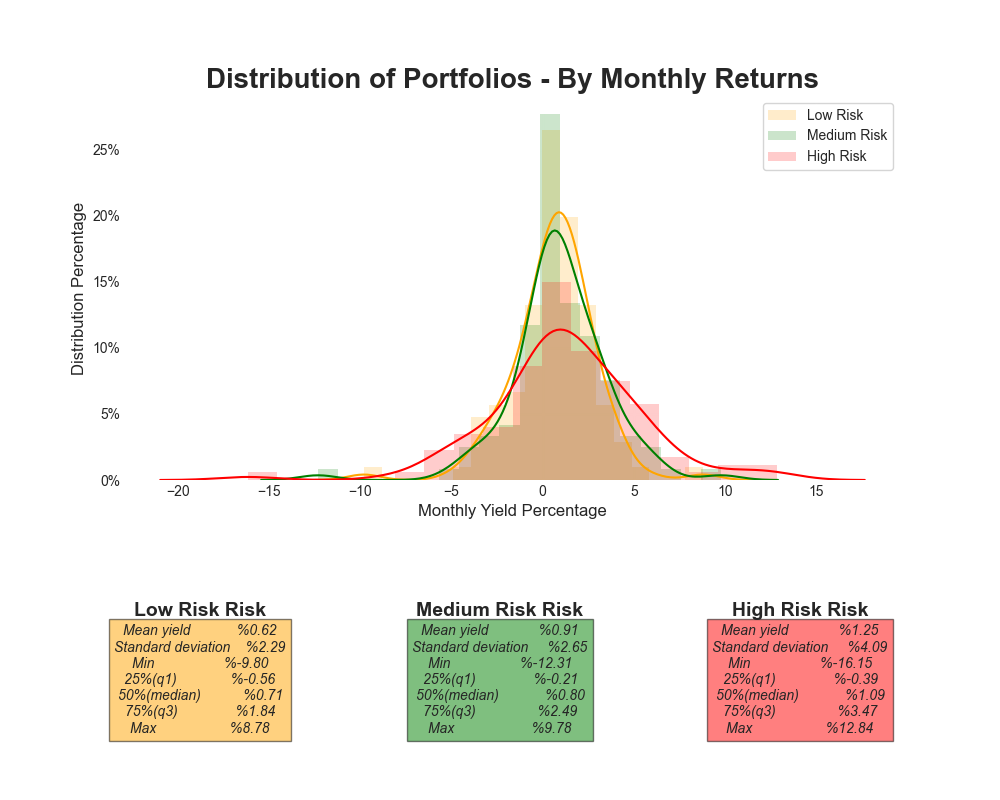 Distribution of Portfolios - By Monthly Returns
Low Risk
Medium Risk
High Risk
Distribution Percentage
25%
20%
15%
10%
5%
0%
−20 −15 −10 −5 0 5 10 15
Monthly Yield Percentage
Low Risk Risk
Mean yield %0.62
Standard deviation %2.29
Min %-9.80
25%(q1) %-0.56
50%(median) %0.71
75%(q3) %1.84
Max %8.78
Medium Risk Risk
Mean yield %0.91
Standard deviation %2.65
Min %-12.31
25%(q1) %-0.21
50%(median) %0.80
75%(q3) %2.49
Max %9.78
High Risk Risk
Mean yield %1.25
Standard deviation %4.09
Min %-16.15
25%(q1) %-0.39
50%(median) %1.09
75%(q3) %3.47
Max %12.84